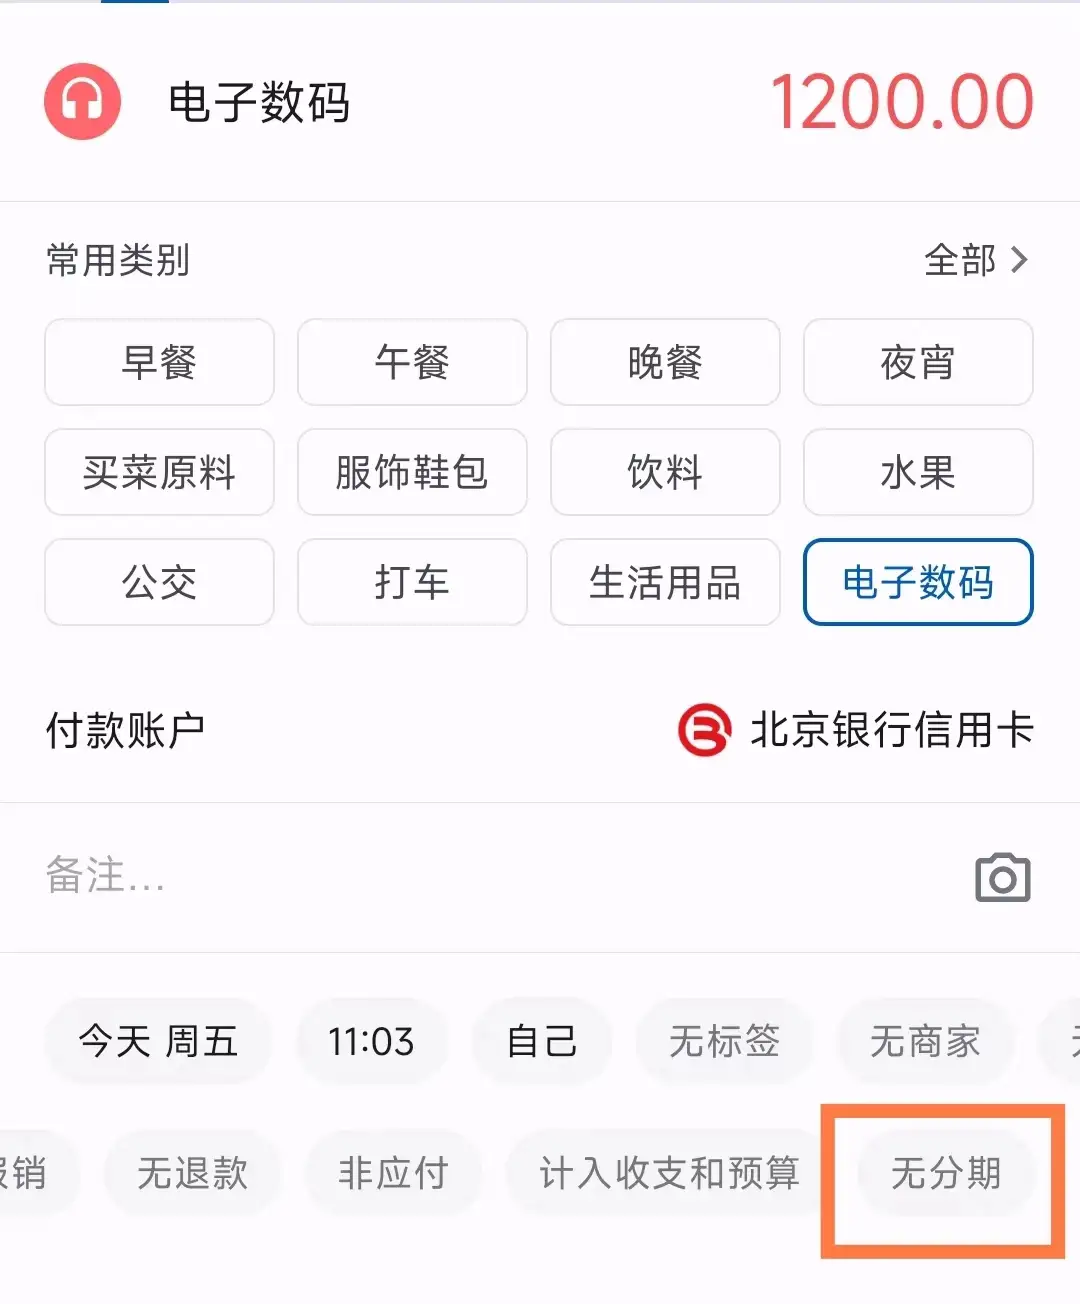 电子数码 1200.00
常用类别 全部
早餐 午餐 晚餐 夜宵
买菜原料 服饰鞋包 饮料 水果
公交 打车 生活用品 电子数码
付款账户 北京银行信用卡
备注...
今天 周五 11:03 自己 无标签 无商家
销 无退款 非应付 计入收支和预算 无分期